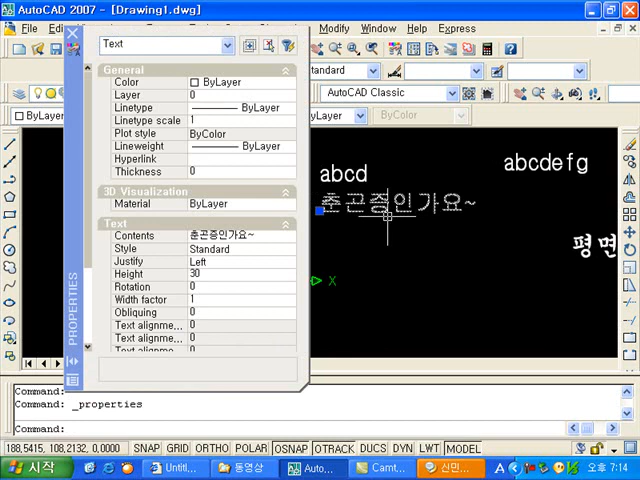 AutoCAD 2007 - [Drawing1.dwg]
File
Modify Window Help Express
Text
tandard
AutoCAD Classic
ByLayer
ByLayer
ByColor
General
Color ByLayer
Layer 0
Linetype ByLayer
Linetype scale 1
Plot style ByColor
Lineweight ByLayer
Hyperlink
Thickness 0
3D Visualization
Material ByLayer
Text
Contents 춘곤증인가요~
Style Standard
Justify Left
Height 30
Rotation 0
Width factor 1
Obliquing 0
Text alignme... 0
Text alignme... 0
Text alignme... 0
PROPERTIES
abcd
abcdefg
춘곤증인가요~
평면
X
Command:
Command: _properties
Command:
188,5415, 108,2132, 0,0000 SNAP GRID ORTHO POLAR OSNAP OTRACK DUCS DYN LWT MODEL
시작 Untitl... 동영상 Auto... Camt... 신민... A 오후 7:14